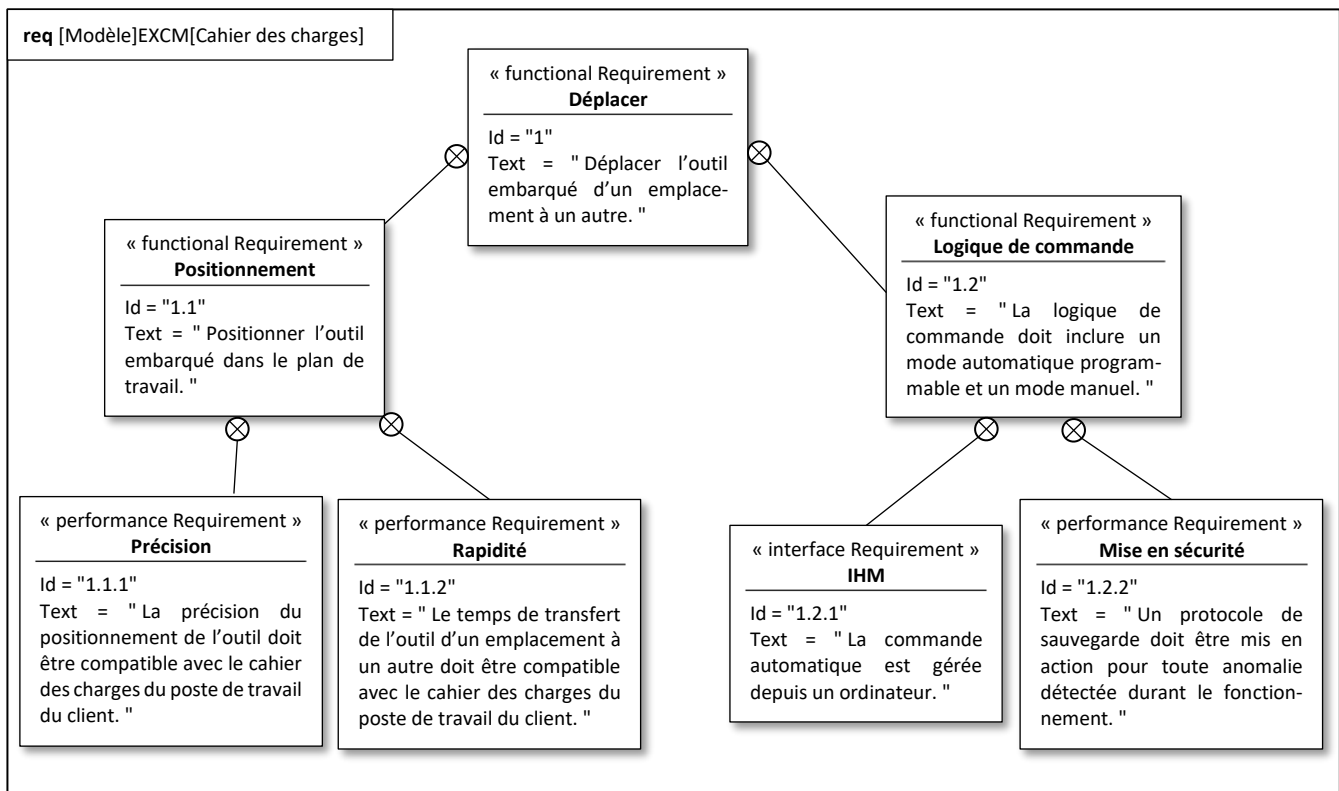 req [Modèle]EXCM[Cahier des charges]
« functional Requirement »
Déplacer
Id = "1"
Text = " Déplacer l’outil
embarqué d’un emplace-
ment à un autre. "
« functional Requirement »
Positionnement
Id = "1.1"
Text = " Positionner l’outil
embarqué dans le plan de
travail. "
« functional Requirement »
Logique de commande
Id = "1.2"
Text = " La logique de
commande doit inclure un
mode automatique program-
mable et un mode manuel. "
« performance Requirement »
Précision
Id = "1.1.1"
Text = " La précision du
positionnement de l’outil doit
être compatible avec le cahier
des charges du poste de travail
du client. "
« performance Requirement »
Rapidité
Id = "1.1.2"
Text = " Le temps de transfert
de l’outil d’un emplacement à
un autre doit être compatible
avec le cahier des charges du
poste de travail du client. "
« interface Requirement »
IHM
Id = "1.2.1"
Text = " La commande
automatique est gérée
depuis un ordinateur. "
« performance Requirement »
Mise en sécurité
Id = "1.2.2"
Text = " Un protocole de
sauvegarde doit être mis en
action pour toute anomalie
détectée durant le fonction-
nement. "